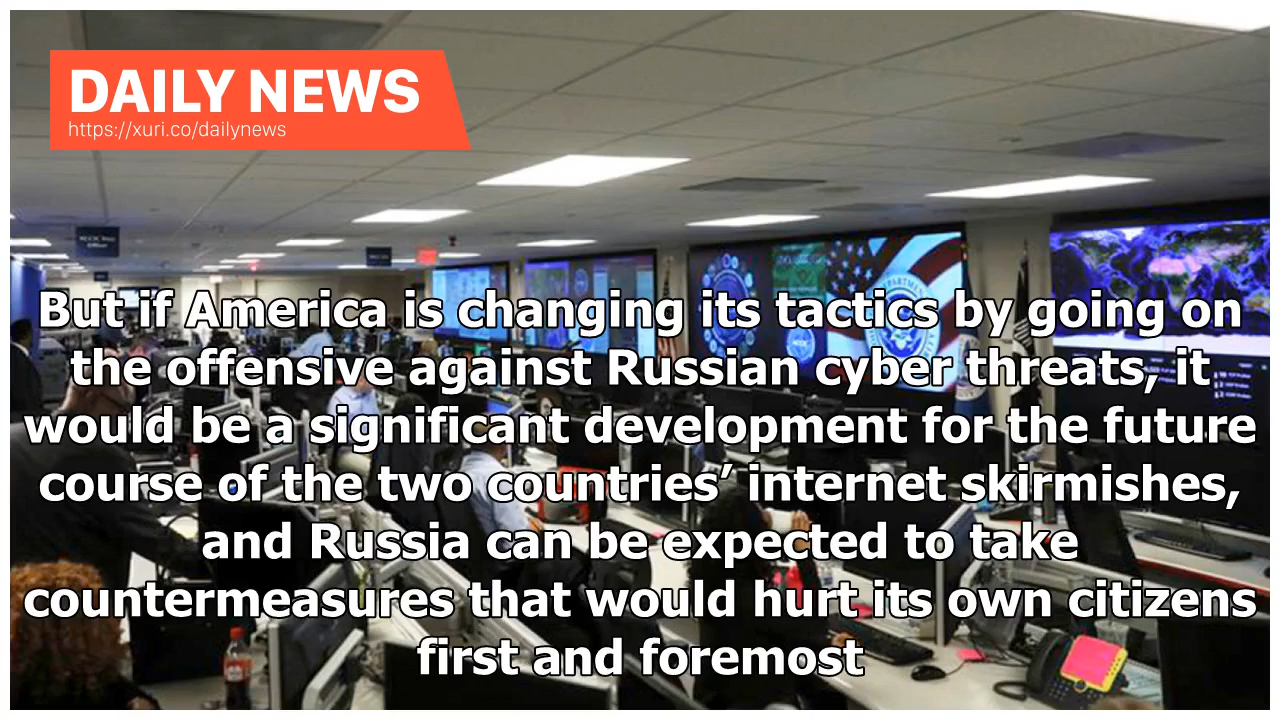 DAILY NEWS
https://xuri.co/dailynews
But if America is changing its tactics by going on
the offensive against Russian cyber threats, it
would be a significant development for the future
course of the two countries’ internet skirmishes,
and Russia can be expected to take
countermeasures that would hurt its own citizens
first and foremost